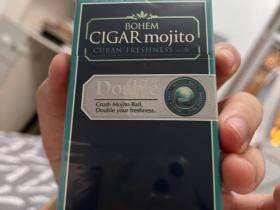 BOHEM
CIGAR mojito
CUBAN FRESHNESS
Double
Crush Mojito Ball,
Double your freshness.